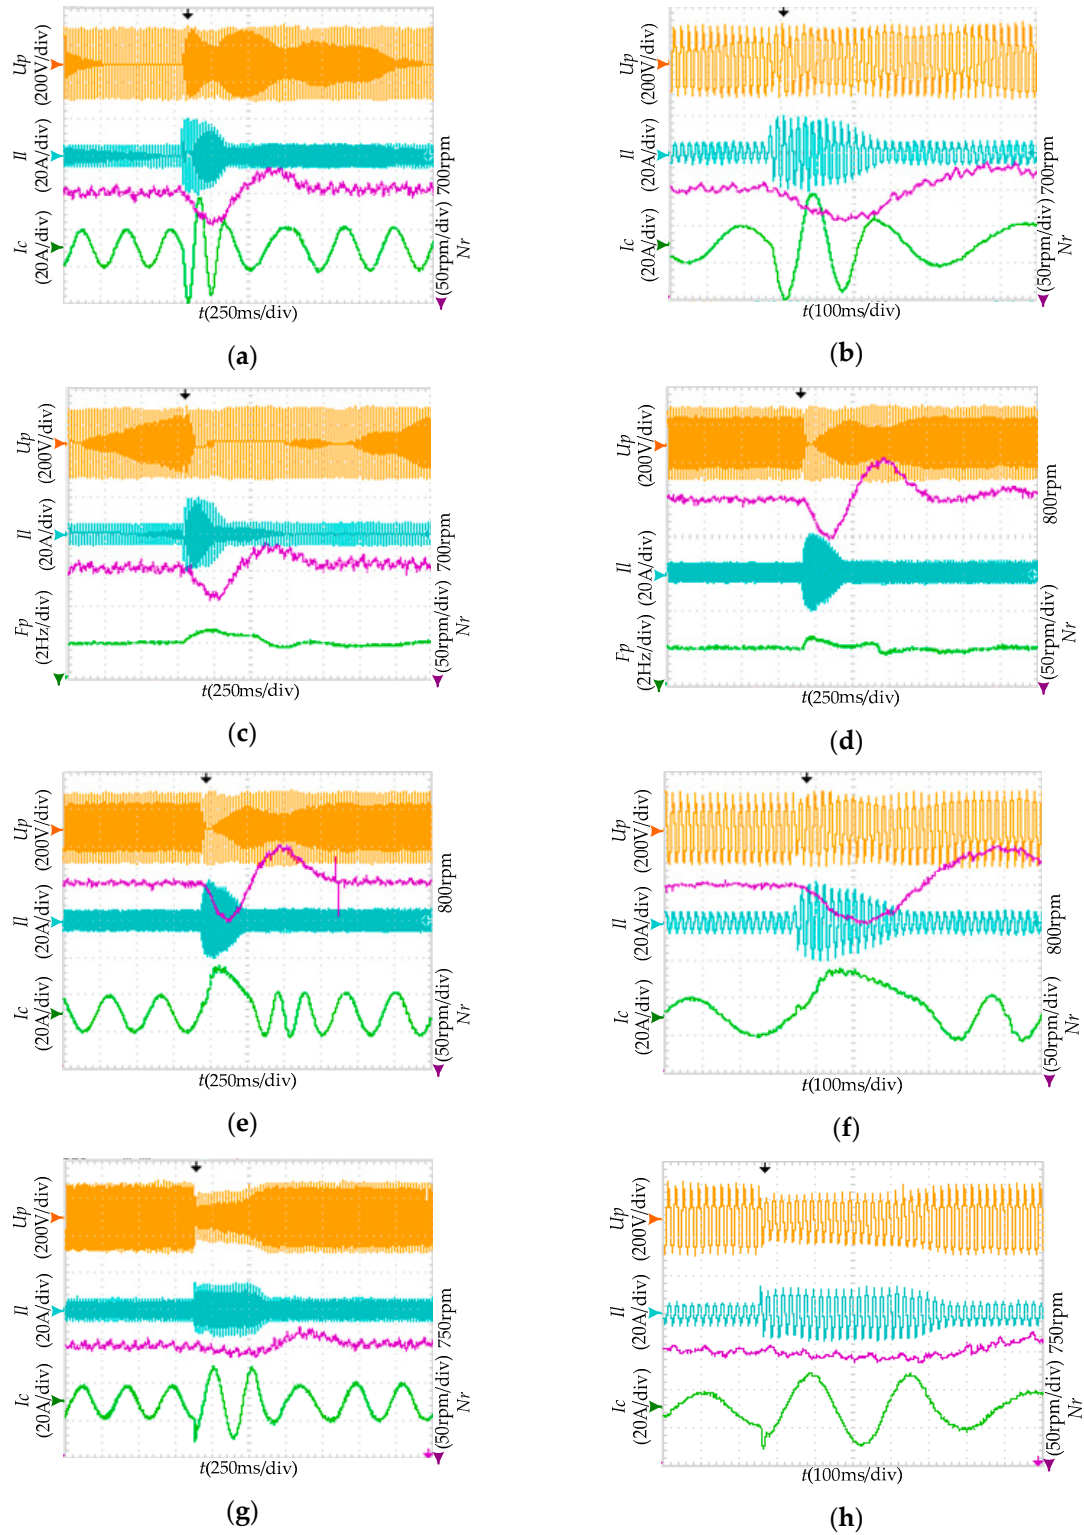 Up
(200V/div)
Il
(20A/div)
Ic
(20A/div)
700rpm
(50rpm/div)
Nr
t(250ms/div)
(a)
Up
(200V/div)
Il
(20A/div)
Ic
(20A/div)
700rpm
(50rpm/div)
Nr
t(100ms/div)
(b)
Up
(200V/div)
Il
(20A/div)
Fp
(2Hz/div)
700rpm
(50rpm/div)
Nr
t(250ms/div)
(c)
Up
(200V/div)
Il
(20A/div)
Fp
(2Hz/div)
800rpm
(50rpm/div)
Nr
t(250ms/div)
(d)
Up
(200V/div)
Il
(20A/div)
Ic
(20A/div)
800rpm
(50rpm/div)
Nr
t(250ms/div)
(e)
Up
(200V/div)
Il
(20A/div)
Ic
(20A/div)
800rpm
(50rpm/div)
Nr
t(100ms/div)
(f)
Up
(200V/div)
Il
(20A/div)
Ic
(20A/div)
750rpm
(50rpm/div)
Nr
t(250ms/div)
(g)
Up
(200V/div)
Il
(20A/div)
Ic
(20A/div)
750rpm
(50rpm/div)
Nr
t(100ms/div)
(h)